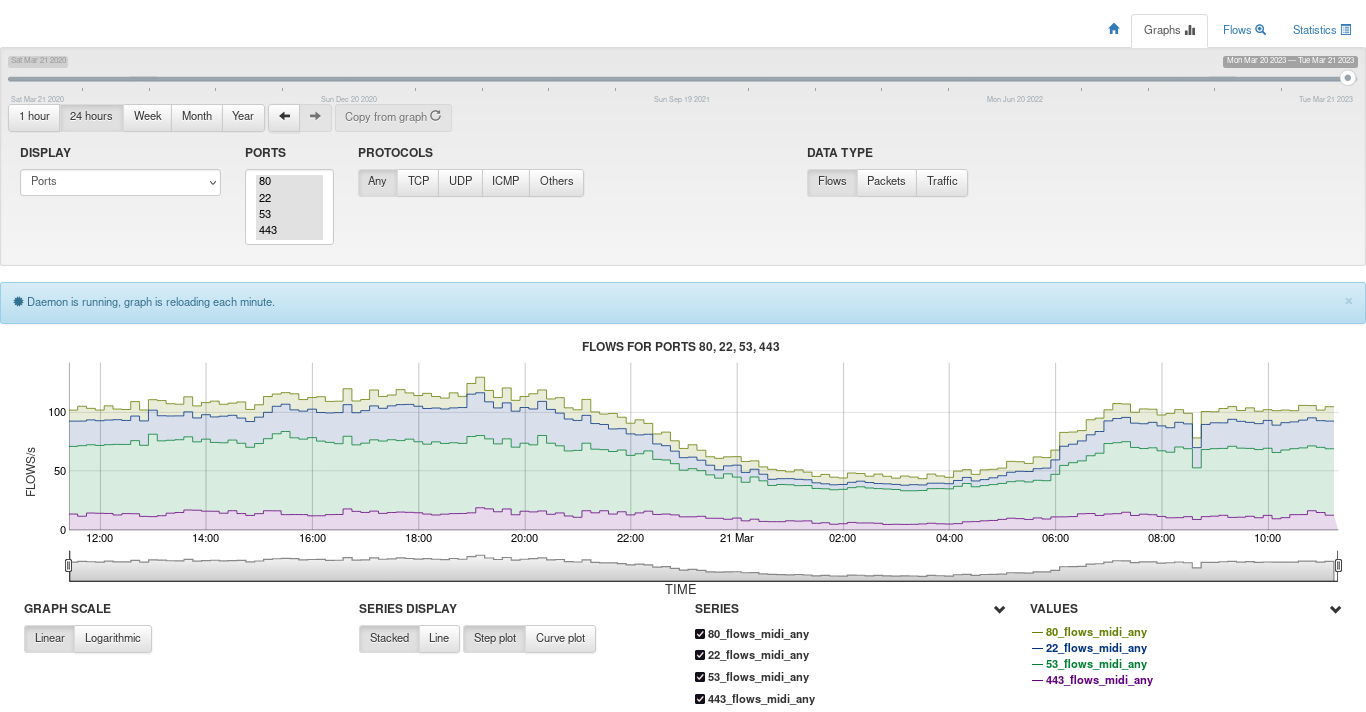 Graphs
Flows
Statistics
Sat Mar 21 2020
Mon Mar 20 2023 — Tue Mar 21 2023
Sat Mar 21 2020
Sun Dec 20 2020
Sun Sep 19 2021
Mon Jun 20 2022
Tue Mar 21 2023
1 hour
24 hours
Week
Month
Year
Copy from graph
DISPLAY
PORTS
PROTOCOLS
DATA TYPE
Ports
80
22
53
443
Any
TCP
UDP
ICMP
Others
Flows
Packets
Traffic
Daemon is running, graph is reloading each minute.
×
FLOWS FOR PORTS 80, 22, 53, 443
FLOWS/s
100
50
0
12:00
14:00
16:00
18:00
20:00
22:00
21 Mar
02:00
04:00
06:00
08:00
10:00
TIME
GRAPH SCALE
Linear
Logarithmic
SERIES DISPLAY
Stacked
Line
Step plot
Curve plot
SERIES
80_flows_midi_any
22_flows_midi_any
53_flows_midi_any
443_flows_midi_any
VALUES
— 80_flows_midi_any
— 22_flows_midi_any
— 53_flows_midi_any
— 443_flows_midi_any